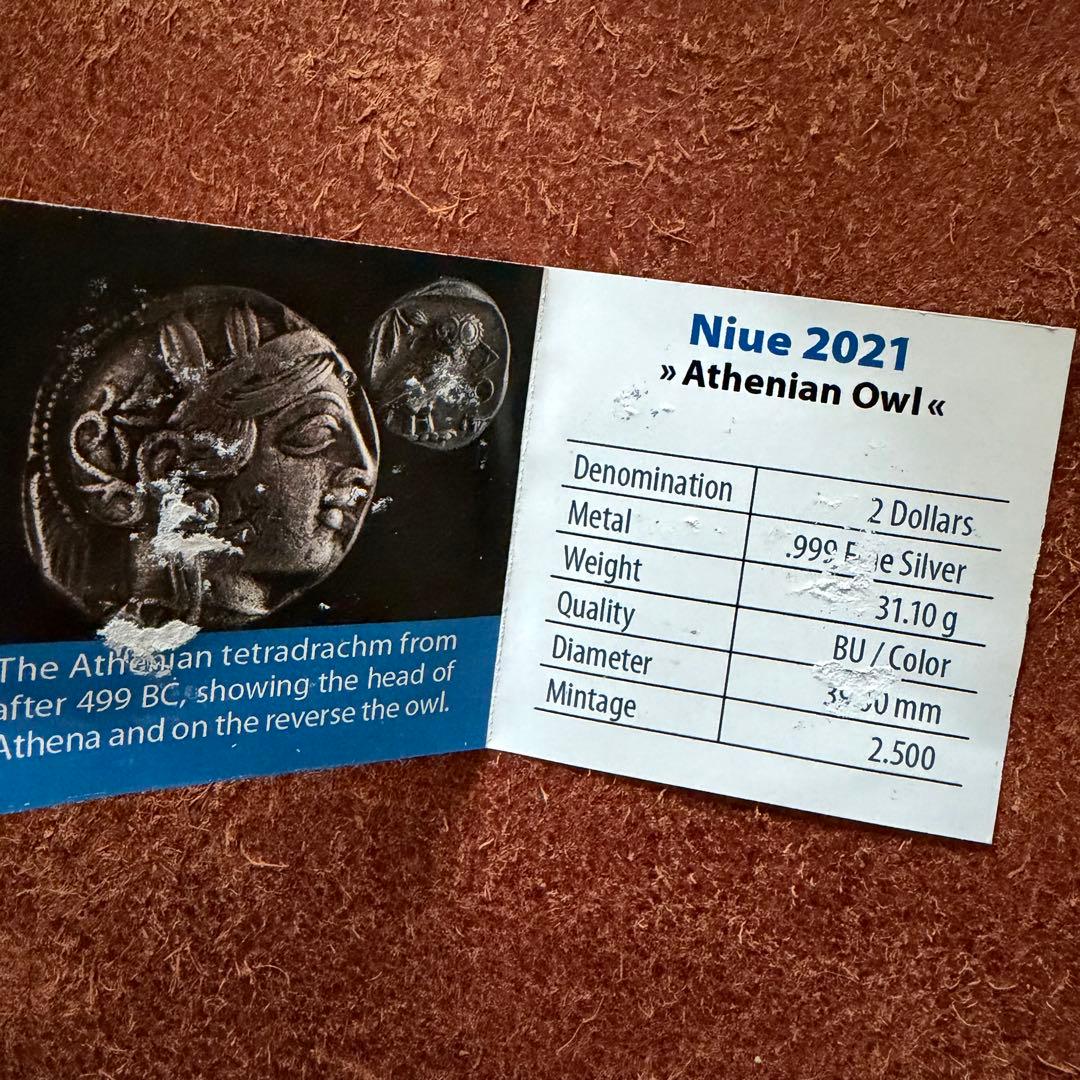 The Athenian tetradrachm from
after 499 BC, showing the head of
Athena and on the reverse the owl.
Niue 2021
» Athenian Owl «
Denomination 2 Dollars
Metal .999 Fine Silver
Weight 31.10 g
Quality BU / Color
Diameter mm
Mintage 2.500